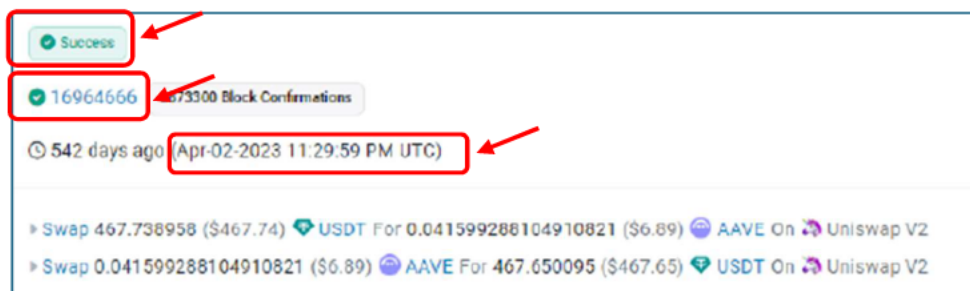 Success
16964666 873300 Block Confirmations
542 days ago (Apr-02-2023 11:29:59 PM UTC)
Swap 467.738958 ($467.74) USDT For 0.041599288104910821 ($6.89) AAVE On Uniswap V2
Swap 0.041599288104910821 ($6.89) AAVE For 467.650095 ($467.65) USDT On Uniswap V2